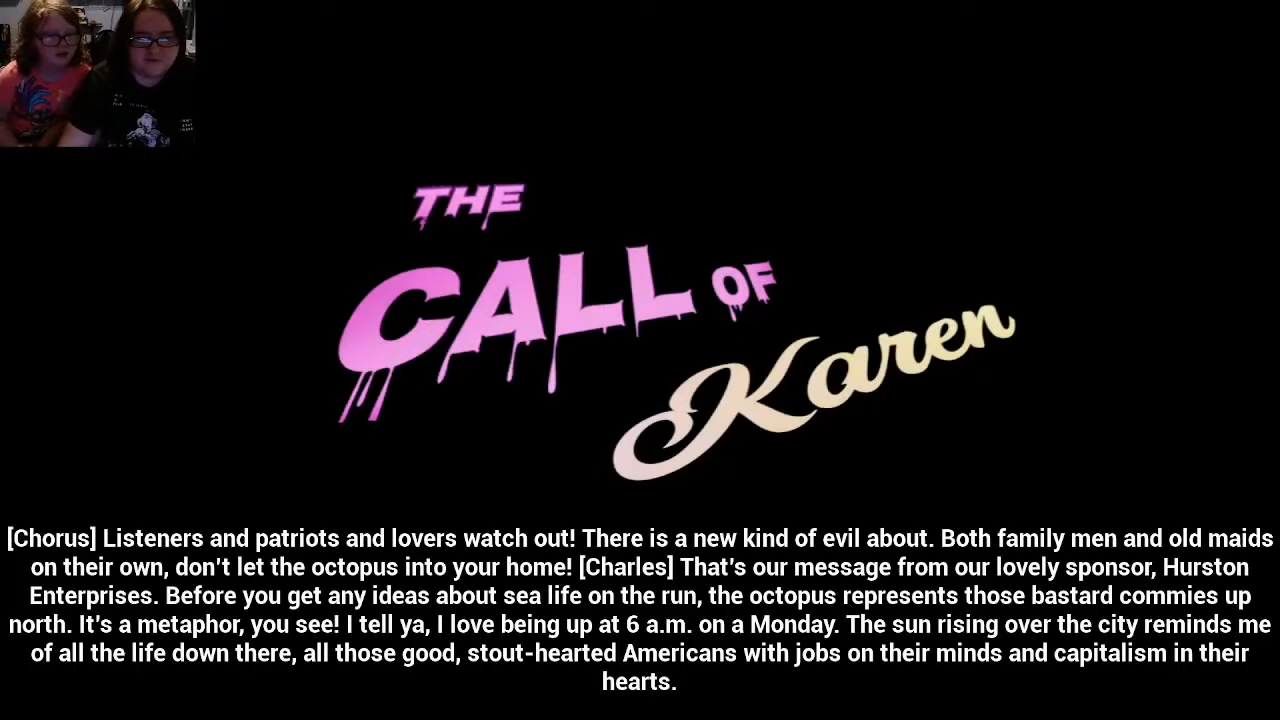 THE
CALL OF
Karen
[Chorus] Listeners and patriots and lovers watch out! There is a new kind of evil about. Both family men and old maids
on their own, don't let the octopus into your home! [Charles] That's our message from our lovely sponsor, Hurston
Enterprises. Before you get any ideas about sea life on the run, the octopus represents those bastard commies up
north. It's a metaphor, you see! I tell ya, I love being up at 6 a.m. on a Monday. The sun rising over the city reminds me
of all the life down there, all those good, stout-hearted Americans with jobs on their minds and capitalism in their
hearts.